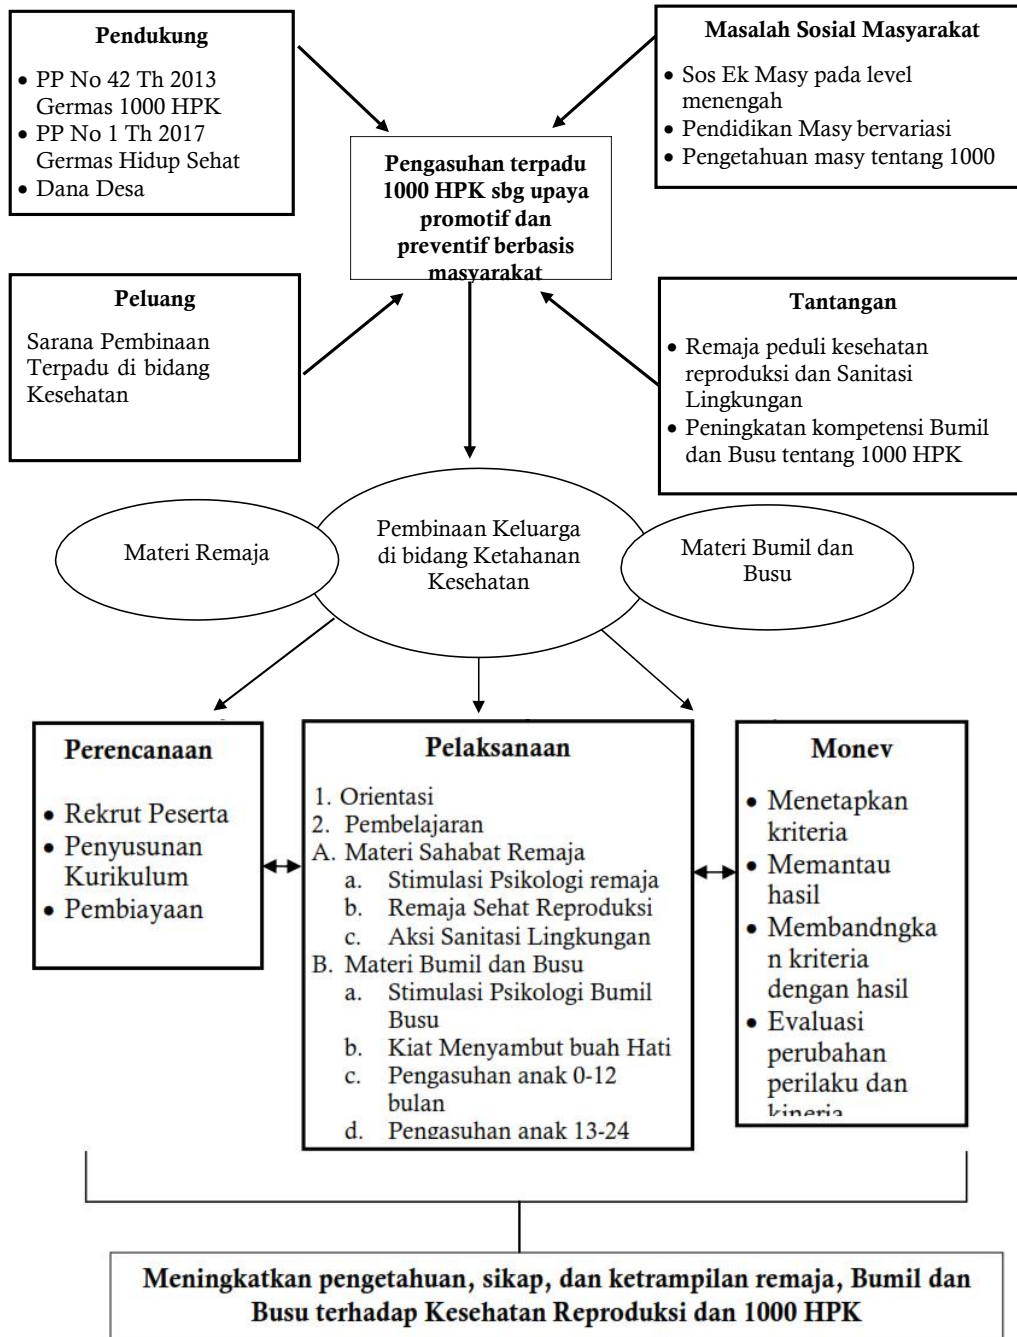 Pendukung
• PP No 42 Th 2013
Germas 1000 HPK
• PP No 1 Th 2017
Germas Hidup Sehat
• Dana Desa
Masalah Sosial Masyarakat
• Sos Ek Masy pada level
menengah
• Pendidikan Masy bervariasi
• Pengetahuan masy tentang 1000
Pengasuhan terpadu
1000 HPK sbg upaya
promotif dan
preventif berbasis
masyarakat
Peluang
Sarana Pembinaan
Terpadu di bidang
Kesehatan
Tantangan
• Remaja peduli kesehatan
reproduksi dan Sanitasi
Lingkungan
• Peningkatan kompetensi Bumil
dan Busu tentang 1000 HPK
Materi Remaja
Pembinaan Keluarga
di bidang Ketahanan
Kesehatan
Materi Bumil dan
Busu
Perencanaan
• Rekrut Peserta
• Penyusunan
Kurikulum
• Pembiayaan
Pelaksanaan
1. Orientasi
2. Pembelajaran
A. Materi Sahabat Remaja
a. Stimulasi Psikologi remaja
b. Remaja Sehat Reproduksi
c. Aksi Sanitasi Lingkungan
B. Materi Bumil dan Busu
a. Stimulasi Psikologi Bumil
Busu
b. Kiat Menyambut buah Hati
c. Pengasuhan anak 0-12
bulan
d. Pengasuhan anak 13-24
Monev
• Menetapkan
kriteria
• Memantau
hasil
• Membandngka
n kriteria
dengan hasil
• Evaluasi
perubahan
perilaku dan
kinerja
Meningkatkan pengetahuan, sikap, dan ketrampilan remaja, Bumil dan
Busu terhadap Kesehatan Reproduksi dan 1000 HPK